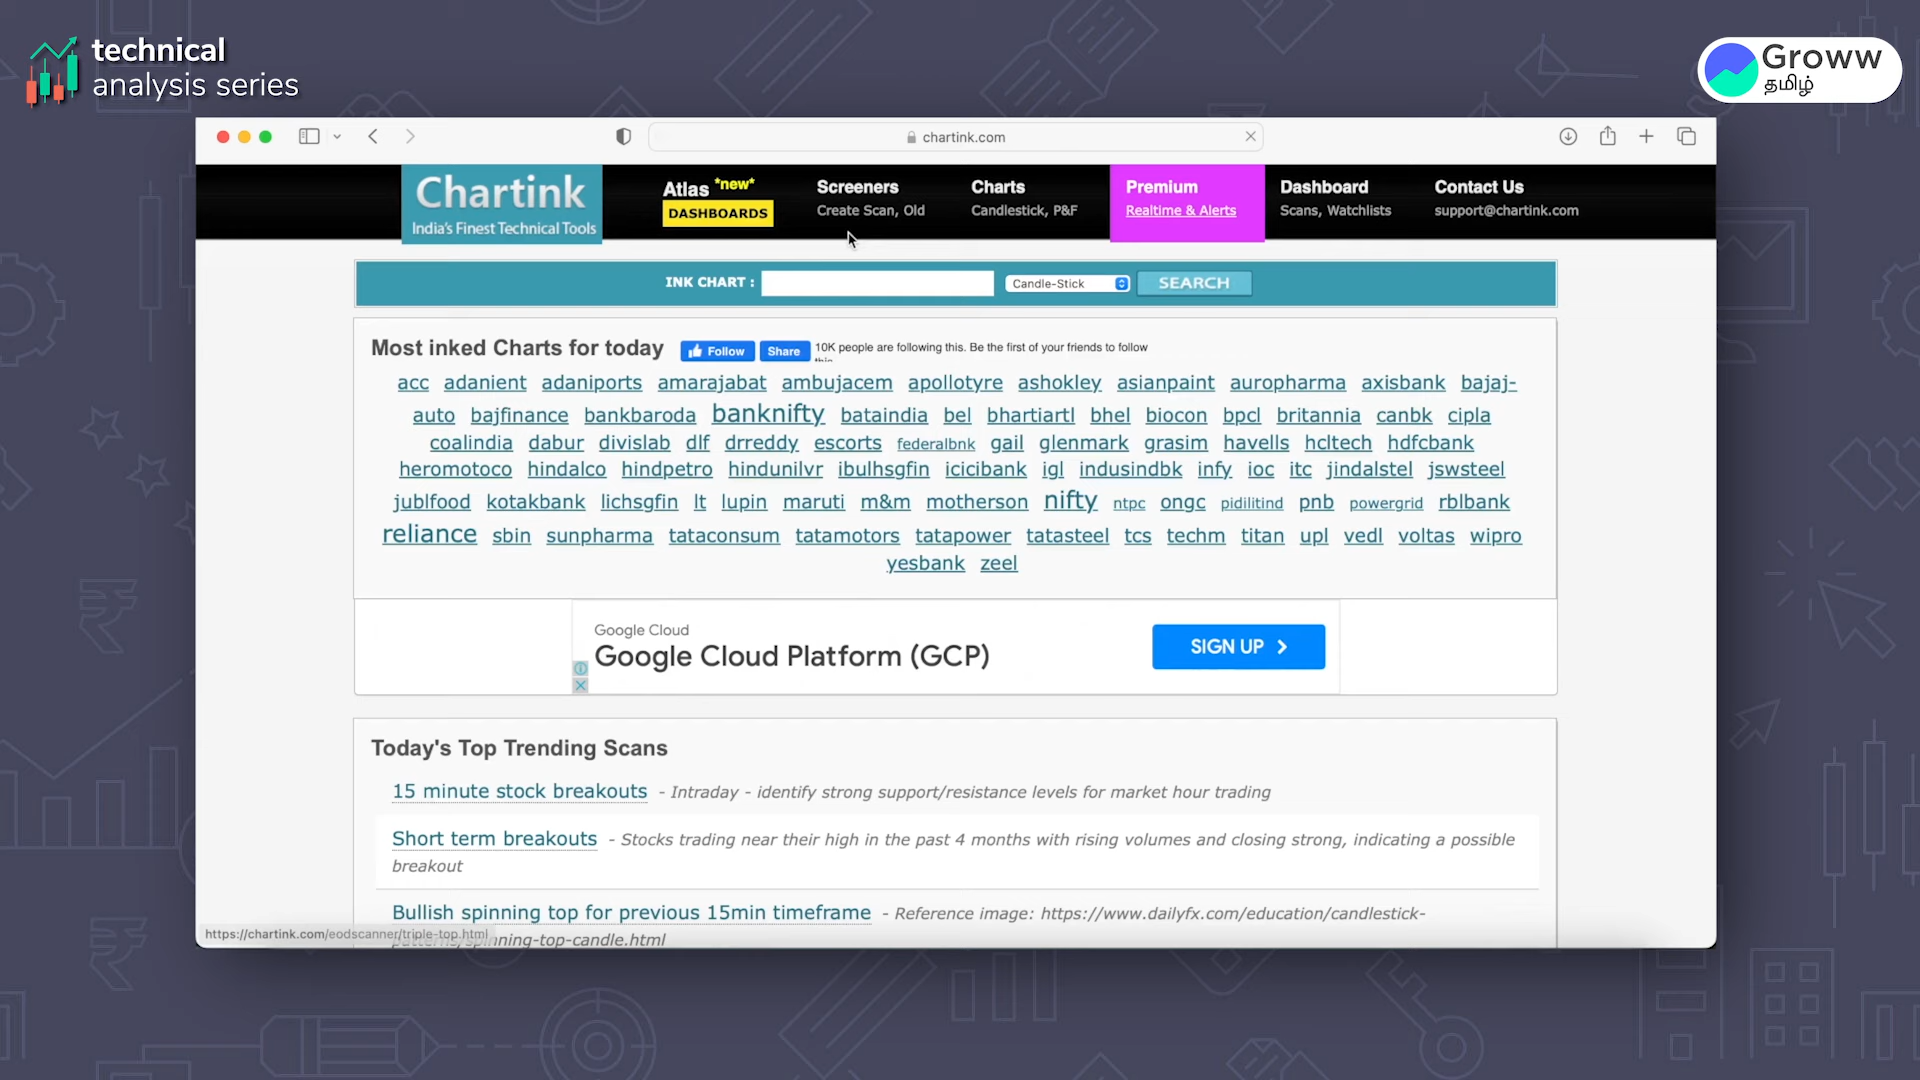 technical
analysis series
Groww
தமிழ்
chartink.com
Chartink
India's Finest Technical Tools
Atlas *new*
DASHBOARDS
Screeners
Create Scan, Old
Charts
Candlestick, P&F
Premium
Realtime & Alerts
Dashboard
Scans, Watchlists
Contact Us
support@chartink.com
INK CHART :
Candle-Stick
SEARCH
Most inked Charts for today
Follow
Share
10K people are following this. Be the first of your friends to follow
acc adanient adaniports amarajabat ambujacem apollotyre ashokley asianpaint auropharma axisbank bajaj-
auto bajfinance bankbaroda banknifty bataindia bel bhartiartl bhel biocon bpcl britannia canbk cipla
coalindia dabur divislab dlf drreddy escorts federalbnk gail glenmark grasim havells hcltech hdfcbank
heromotoco hindalco hindpetro hindunilvr ibulhsgfin icicibank igl indusindbk infy ioc itc jindalstel jswsteel
jublfood kotakbank lichsgfin lt lupin maruti m&m motherson nifty ntpc ongc pidilitind pnb powergrid rblbank
reliance sbin sunpharma tataconsum tatamotors tatapower tatasteel tcs techm titan upl vedl voltas wipro
yesbank zeel
Google Cloud
Google Cloud Platform (GCP)
SIGN UP
Today's Top Trending Scans
15 minute stock breakouts - Intraday - identify strong support/resistance levels for market hour trading
Short term breakouts - Stocks trading near their high in the past 4 months with rising volumes and closing strong, indicating a possible
breakout
Bullish spinning top for previous 15min timeframe - Reference image: https://www.dailyfx.com/education/candlestick-
patterns/spinning-top-candle.html
https://chartink.com/eodscanner/triple-top.html